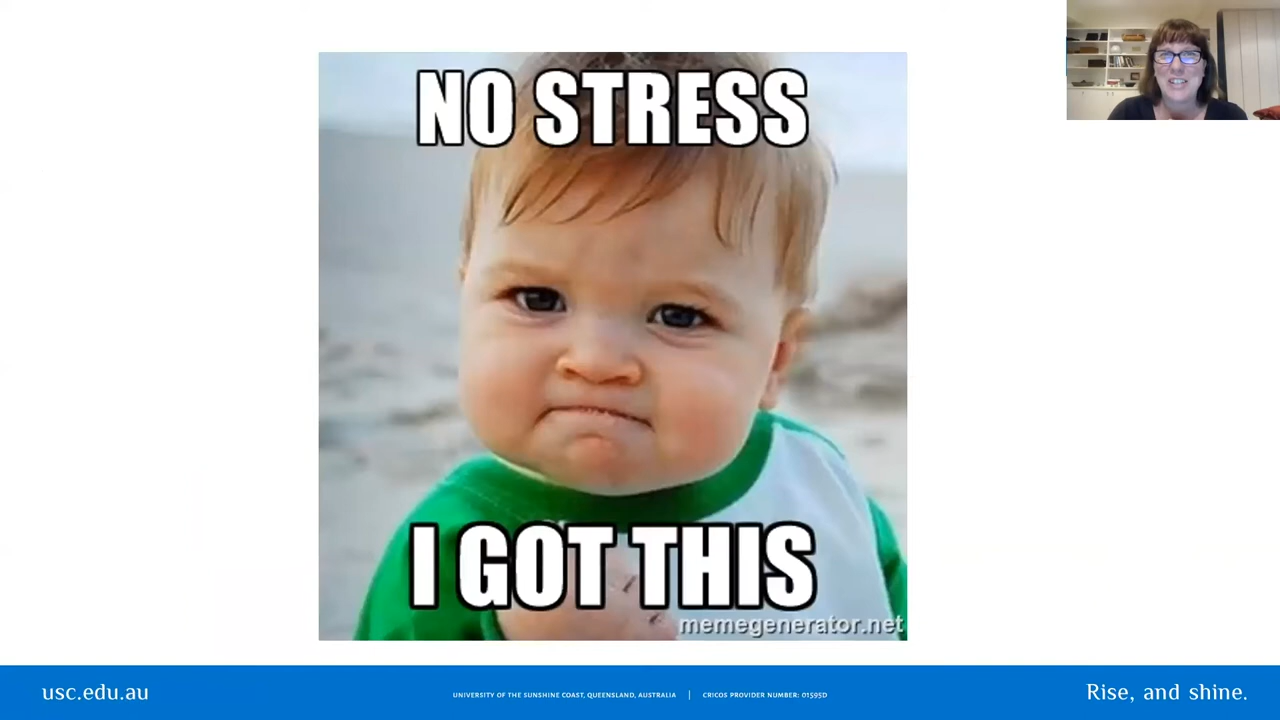 NO STRESS
I GOT THIS
memegenerator.net
usc.edu.au
UNIVERSITY OF THE SUNSHINE COAST, QUEENSLAND, AUSTRALIA | CRICOS PROVIDER NUMBER: 01595D
Rise, and shine.